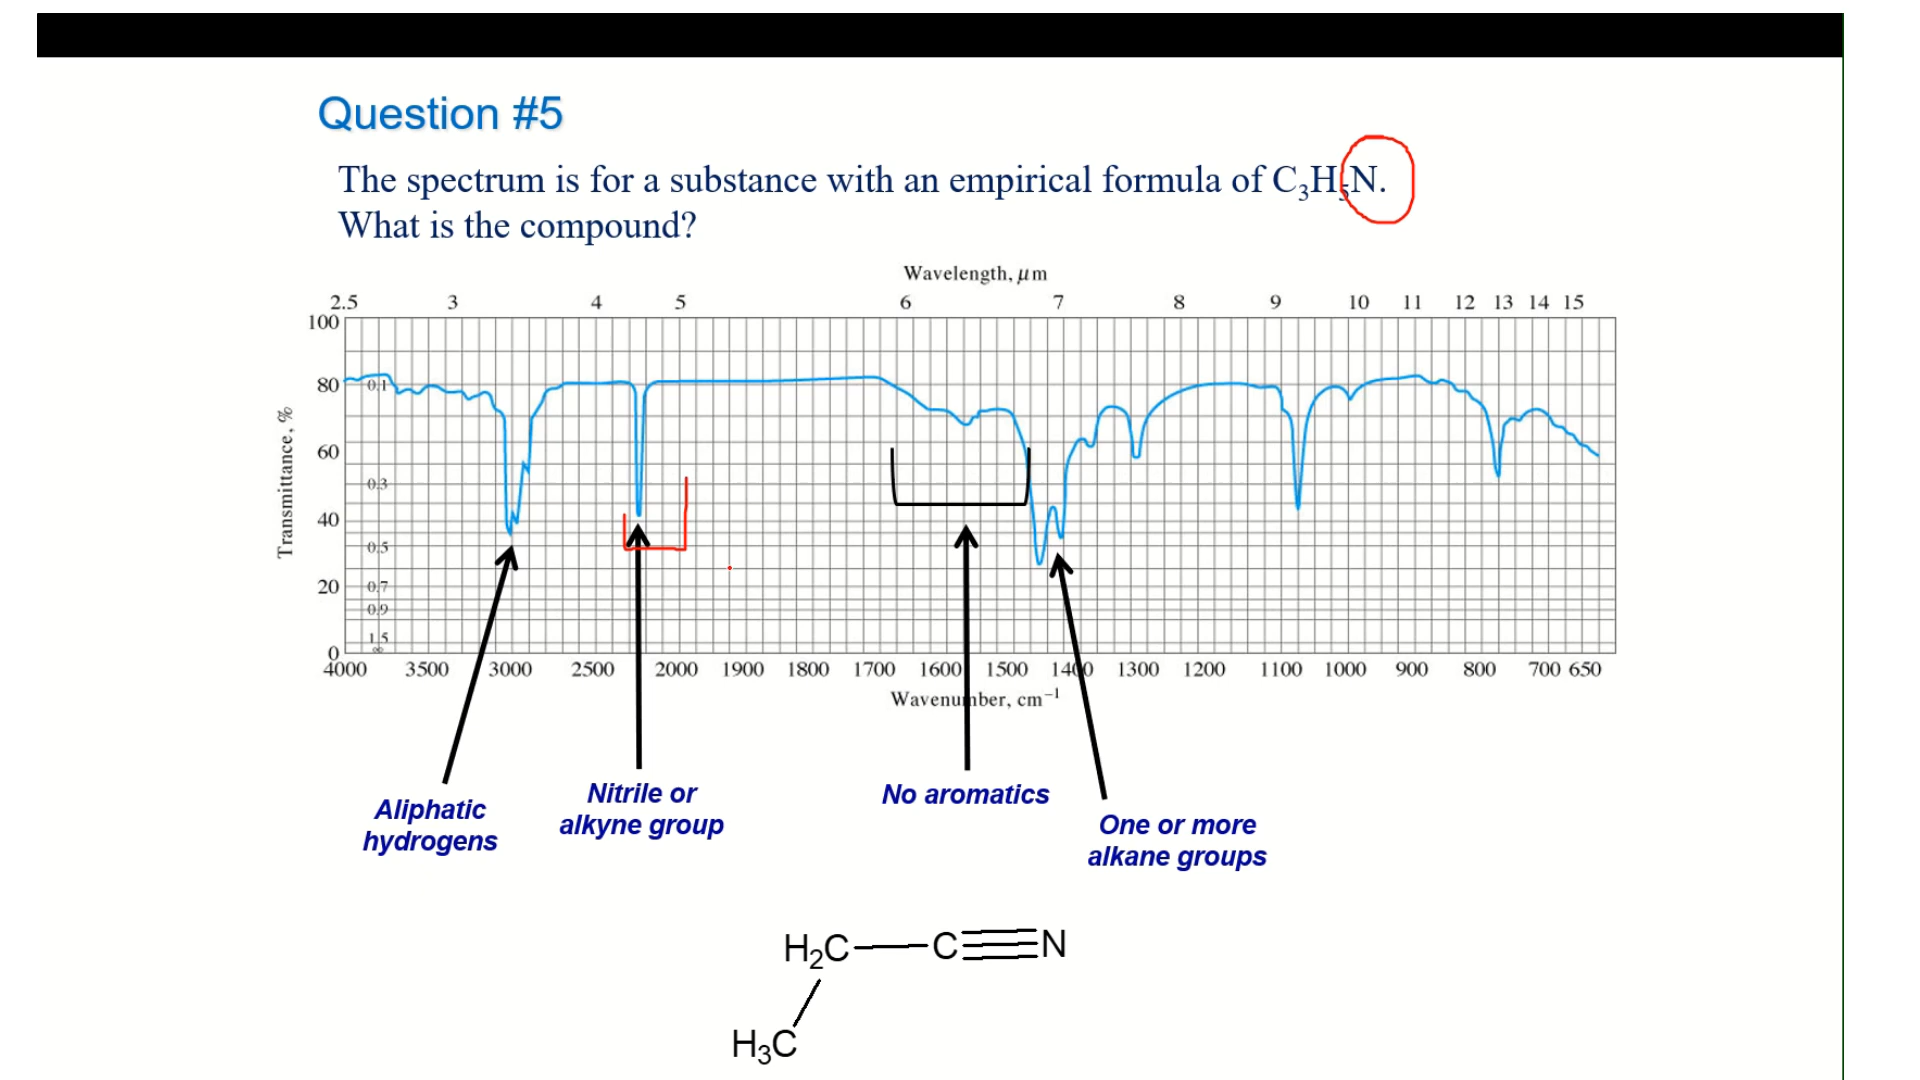 Question #5
The spectrum is for a substance with an empirical formula of C₃H₅N.
What is the compound?
Wavelength, μm
2.5 3 4 5 6 7 8 9 10 11 12 13 14 15
100
80
60
40
20
0
0.1
0.3
0.5
0.7
0.9
1.5
∞
Transmittance, %
4000 3500 3000 2500 2000 1900 1800 1700 1600 1500 1400 1300 1200 1100 1000 900 800 700 650
Wavenumber, cm⁻¹
Aliphatic
hydrogens
Nitrile or
alkyne group
No aromatics
One or more
alkane groups
H₂C C N
H₃C